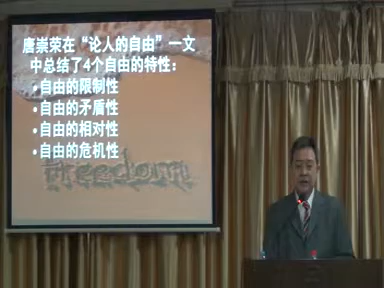 唐崇荣在“论人的自由”一文
中总结了4个自由的特性：
•自由的限制性
•自由的矛盾性
•自由的相对性
•自由的危机性
freedom